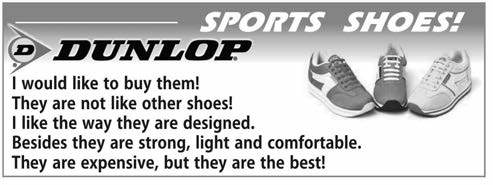 SPORTS SHOES!
D DUNLOP
I would like to buy them!
They are not like other shoes!
I like the way they are designed.
Besides they are strong, light and comfortable.
They are expensive, but they are the best!